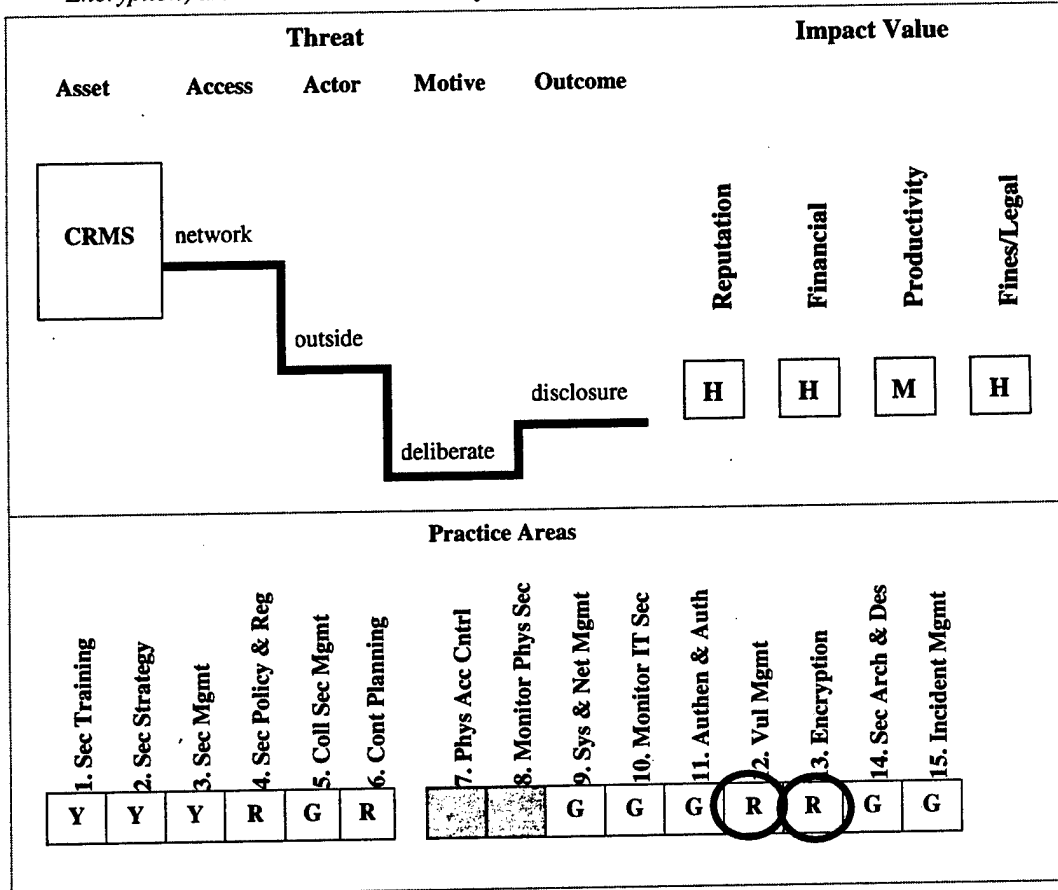 Threat
Impact Value
Asset Access Actor Motive Outcome
CRMS
network
outside
deliberate
disclosure
Reputation
Financial
Productivity
Fines/Legal
H H M H
Practice Areas
1. Sec Training
2. Sec Strategy
3. Sec Mgmt
4. Sec Policy & Reg
5. Coll Sec Mgmt
6. Cont Planning
7. Phys Acc Cntrl
8. Monitor Phys Sec
9. Sys & Net Mgmt
10. Monitor IT Sec
11. Authen & Auth
2. Vul Mgmt
3. Encryption
14. Sec Arch & Des
15. Incident Mgmt
Y Y Y R G R G G G R R G G